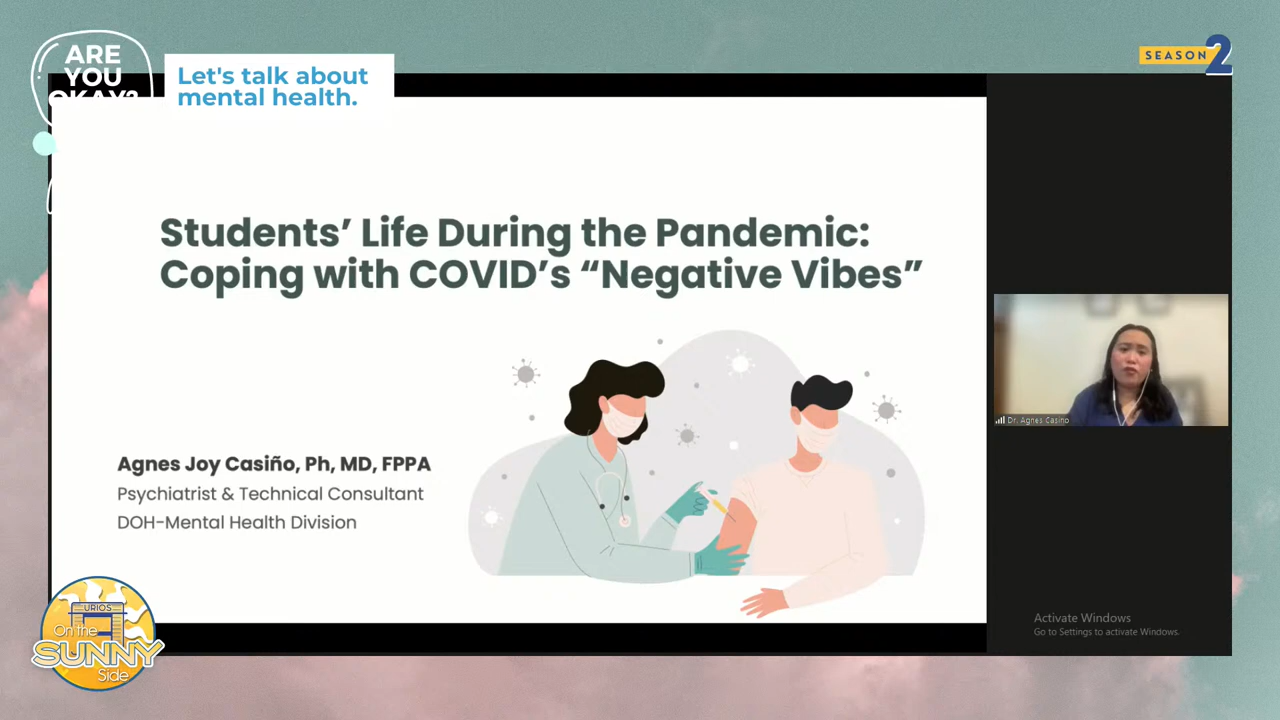 ARE
YOU
OKAY?
Let's talk about
mental health.
SEASON 2
Students’ Life During the Pandemic:
Coping with COVID’s “Negative Vibes”
Agnes Joy Casiño, Ph, MD, FPPA
Psychiatrist & Technical Consultant
DOH-Mental Health Division
Dr. Agnes Casino
URIOS
On the
SUNNY
Side
Activate Windows
Go to Settings to activate Windows.